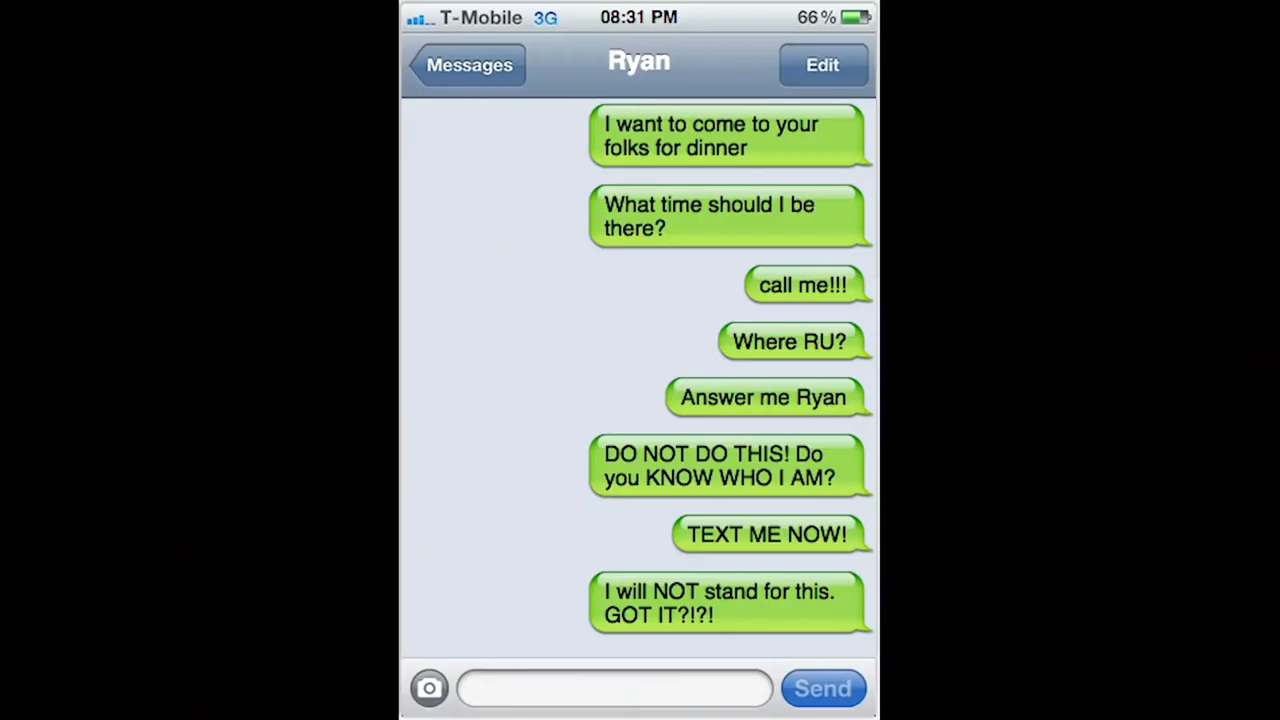 T-Mobile 3G 08:31 PM 66%
Messages Ryan Edit
I want to come to your
folks for dinner
What time should I be
there?
call me!!!
Where RU?
Answer me Ryan
DO NOT DO THIS! Do
you KNOW WHO I AM?
TEXT ME NOW!
I will NOT stand for this.
GOT IT?!?!
Send